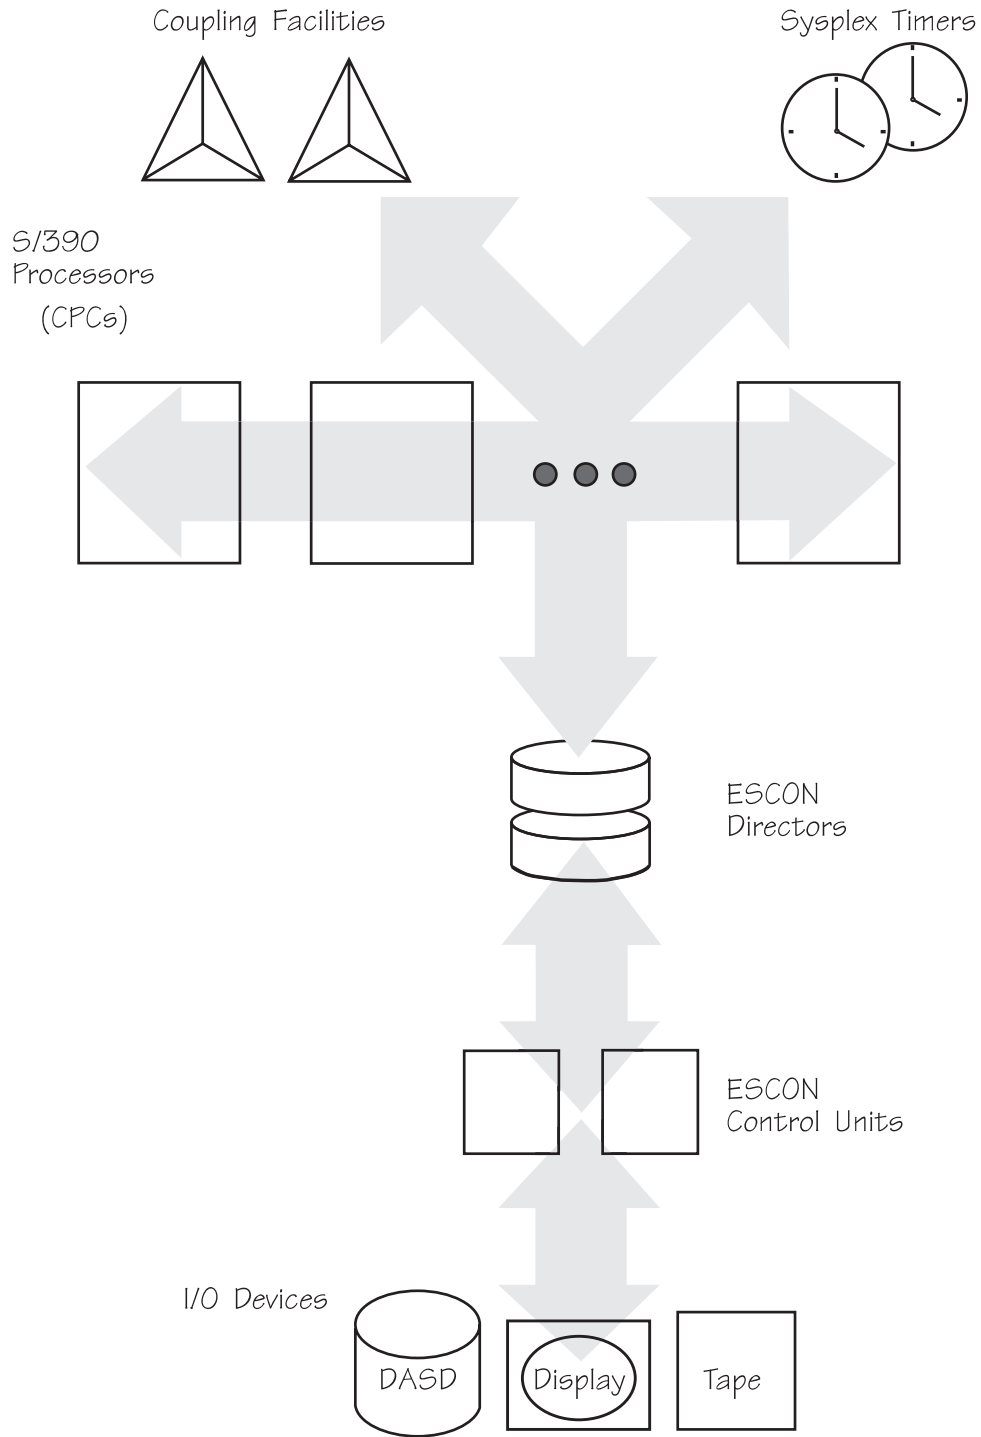 Coupling Facilities
Sysplex Timers
S/390
Processors
(CPCs)
ESCON
Directors
ESCON
Control Units
I/O Devices
DASD
Display
Tape